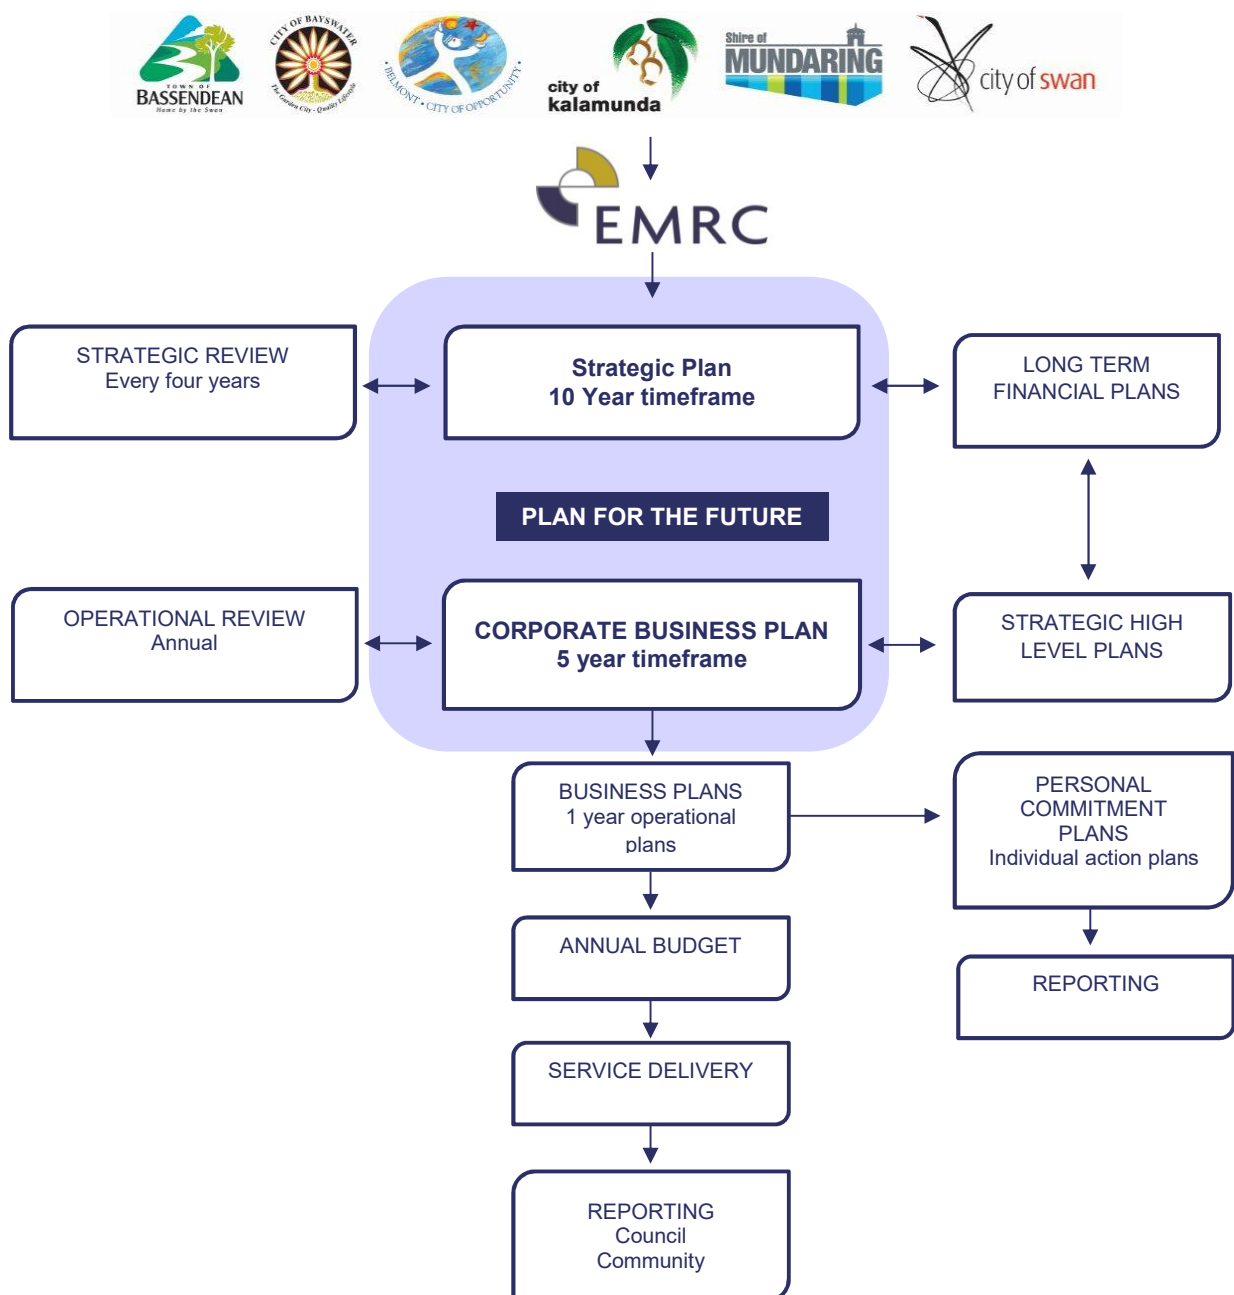 TOWN OF
BASSENDEAN
Home by the Swan
CITY OF BAYSWATER
The Garden City - Quality Lifestyle
BELMONT • CITY OF OPPORTUNITY
city of
kalamunda
Shire of
MUNDARING
city of swan
EMRC
STRATEGIC REVIEW
Every four years
Strategic Plan
10 Year timeframe
LONG TERM
FINANCIAL PLANS
PLAN FOR THE FUTURE
OPERATIONAL REVIEW
Annual
CORPORATE BUSINESS PLAN
5 year timeframe
STRATEGIC HIGH
LEVEL PLANS
BUSINESS PLANS
1 year operational
plans
PERSONAL
COMMITMENT
PLANS
Individual action plans
ANNUAL BUDGET
REPORTING
SERVICE DELIVERY
REPORTING
Council
Community